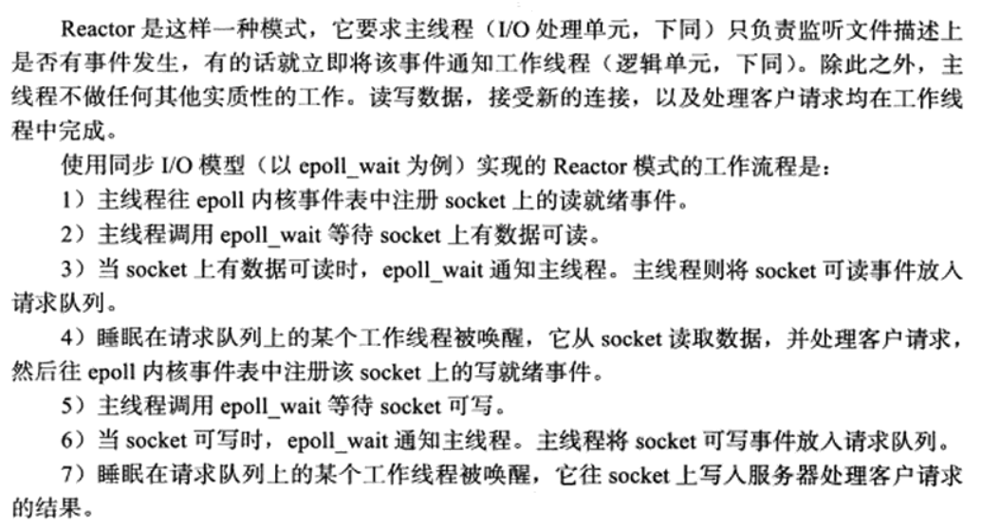 Reactor 是这样一种模式，它要求主线程（I/O 处理单元，下同）只负责监听文件描述上
是否有事件发生，有的话就立即将该事件通知工作线程（逻辑单元，下同）。除此之外，主
线程不做任何其他实质性的工作。读写数据，接受新的连接，以及处理客户请求均在工作线
程中完成。
使用同步 I/O 模型（以 epoll_wait 为例）实现的 Reactor 模式的工作流程是：
1）主线程往 epoll 内核事件表中注册 socket 上的读就绪事件。
2）主线程调用 epoll_wait 等待 socket 上有数据可读。
3）当 socket 上有数据可读时，epoll_wait 通知主线程。主线程则将 socket 可读事件放入
请求队列。
4）睡眠在请求队列上的某个工作线程被唤醒，它从 socket 读取数据，并处理客户请求，
然后往 epoll 内核事件表中注册该 socket 上的写就绪事件。
5）主线程调用 epoll_wait 等待 socket 可写。
6）当 socket 可写时，epoll_wait 通知主线程。主线程将 socket 可写事件放入请求队列。
7）睡眠在请求队列上的某个工作线程被唤醒，它往 socket 上写入服务器处理客户请求
的结果。